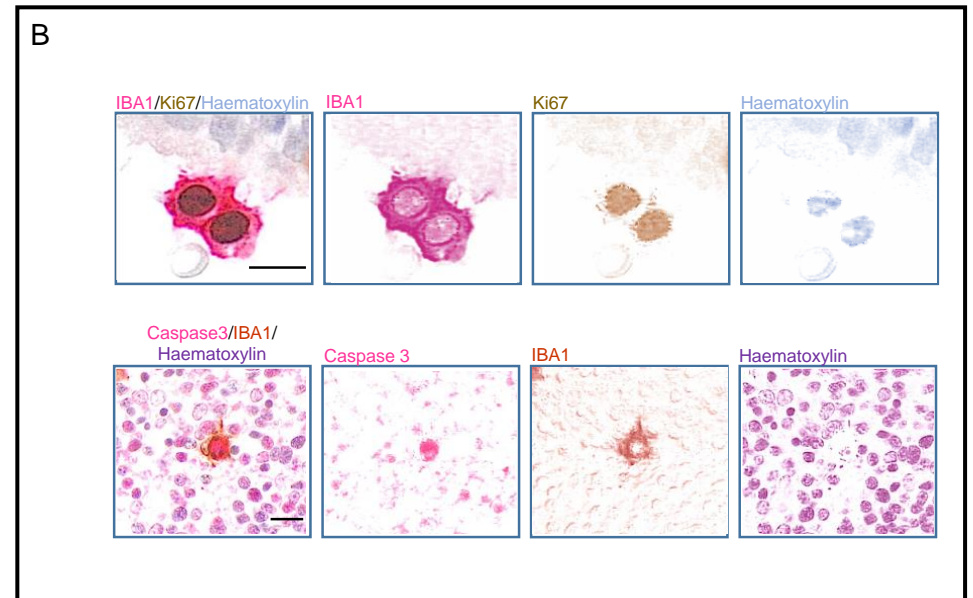 B
IBA1/Ki67/Haematoxylin
IBA1
Ki67
Haematoxylin
Caspase3/IBA1/
Haematoxylin
Caspase 3
IBA1
Haematoxylin